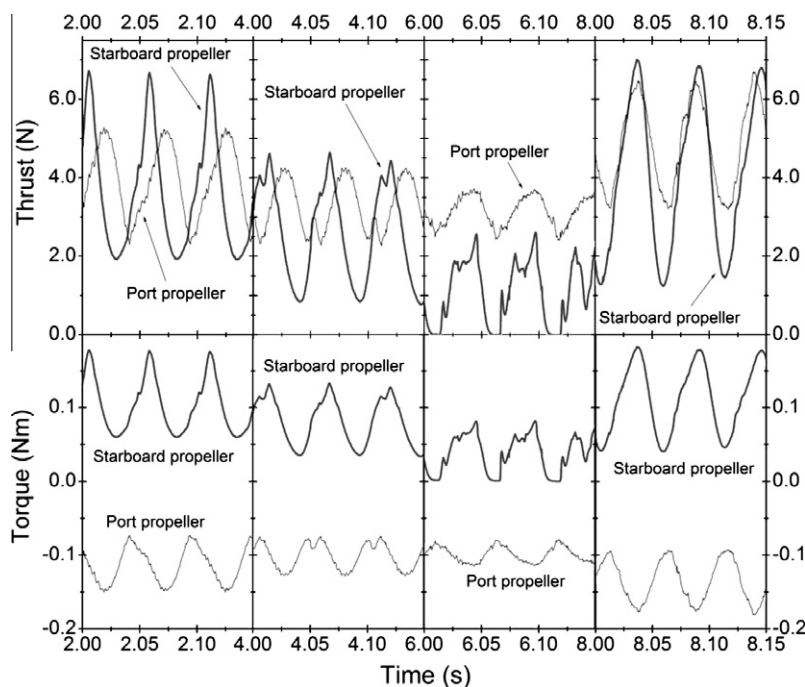 2.00 2.05 2.10 4.00 4.05 4.10 6.00 6.05 6.10 8.00 8.05 8.10 8.15
Starboard propeller
Starboard propeller
Port propeller
Port propeller
Starboard propeller
Thrust (N)
6.0 6.0
4.0 4.0
2.0 2.0
0.0 0.0
Starboard propeller
Starboard propeller
Starboard propeller
Port propeller
Port propeller
Torque (Nm)
0.1 0.1
0.0 0.0
-0.1 -0.1
-0.2 -0.2
2.00 2.05 2.10 4.00 4.05 4.10 6.00 6.05 6.10 8.00 8.05 8.10 8.15
Time (s)